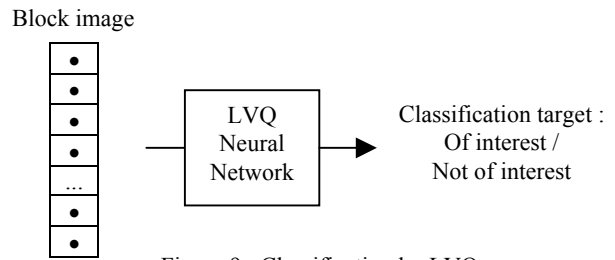 Block image
•
•
•
•
...
•
•
LVQ
Neural
Network
Classification target :
Of interest /
Not of interest